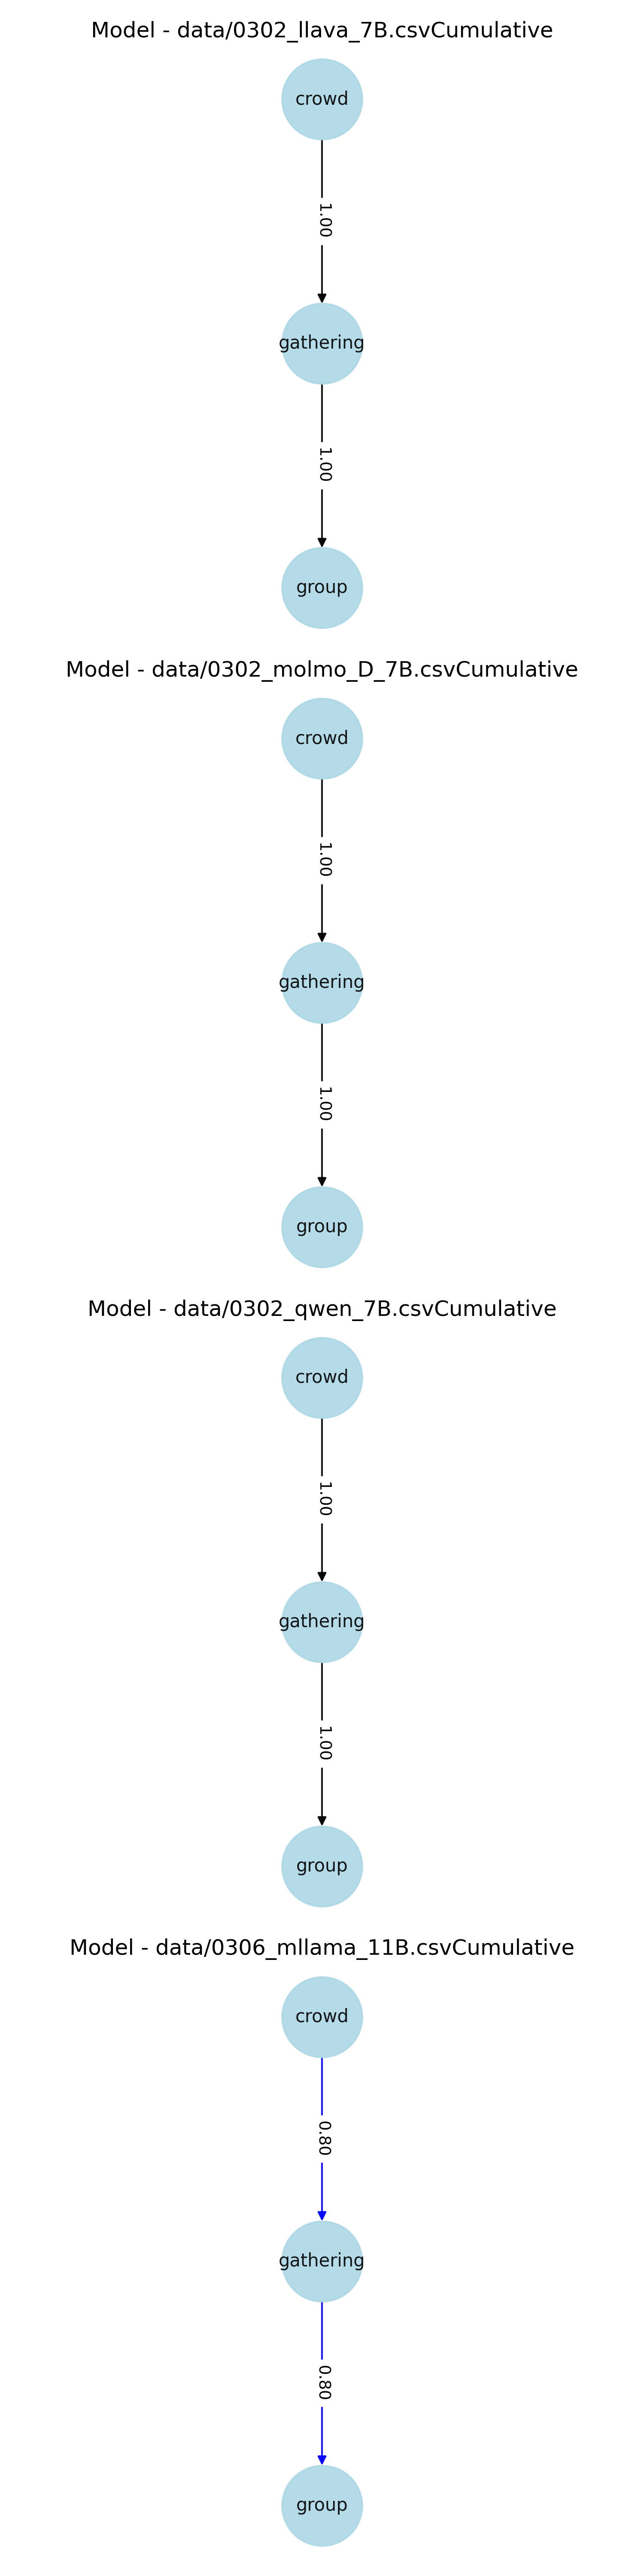 Model - data/0302_llava_7B.csvCumulative
crowd
1.00
gathering
1.00
group
Model - data/0302_molmo_D_7B.csvCumulative
crowd
1.00
gathering
1.00
group
Model - data/0302_qwen_7B.csvCumulative
crowd
1.00
gathering
1.00
group
Model - data/0306_mllama_11B.csvCumulative
crowd
0.80
gathering
0.80
group